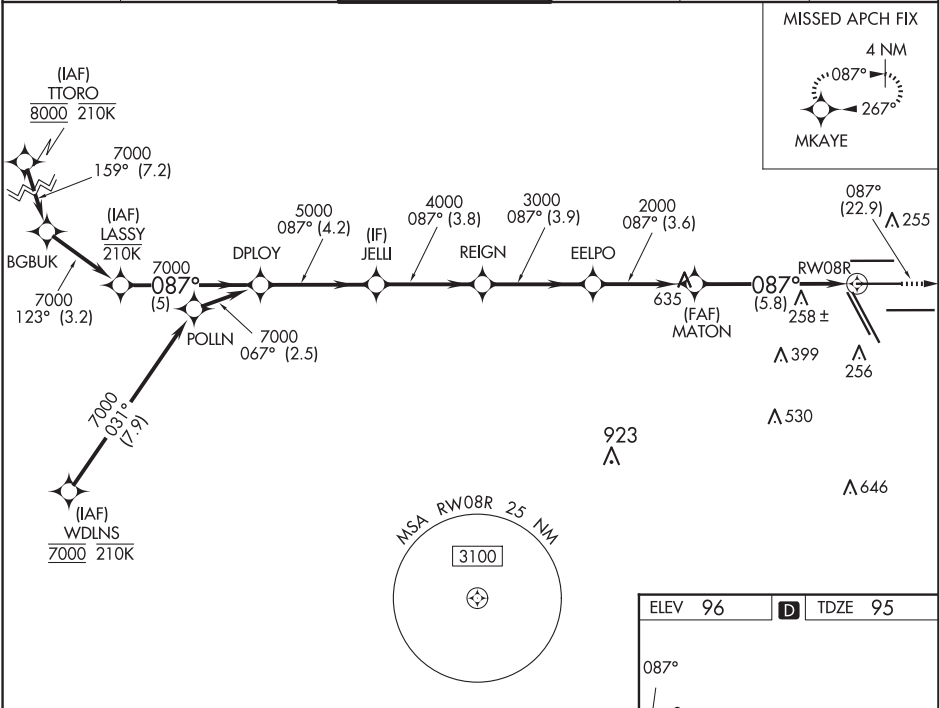 MISSED APCH FIX
4 NM
087°
267°
MKAYE
(IAF)
TTORO
8000 210K
7000
159° (7.2)
BGBUK
7000
123° (3.2)
(IAF)
LASSY
210K
7000
087°
(5)
DPLOY
5000
087° (4.2)
(IF)
JELLI
4000
087° (3.8)
REIGN
3000
087° (3.9)
EELPO
2000
087° (3.6)
635
(FAF)
MATON
087°
(5.8)
RW08R
087°
(22.9)
255
258 ±
399
256
530
646
923
POLLN
7000
067° (2.5)
7000
031°
(7.9)
(IAF)
WDLNS
7000 210K
MSA RW08R 25 NM
3100
ELEV 96
D
TDZE 95
087°